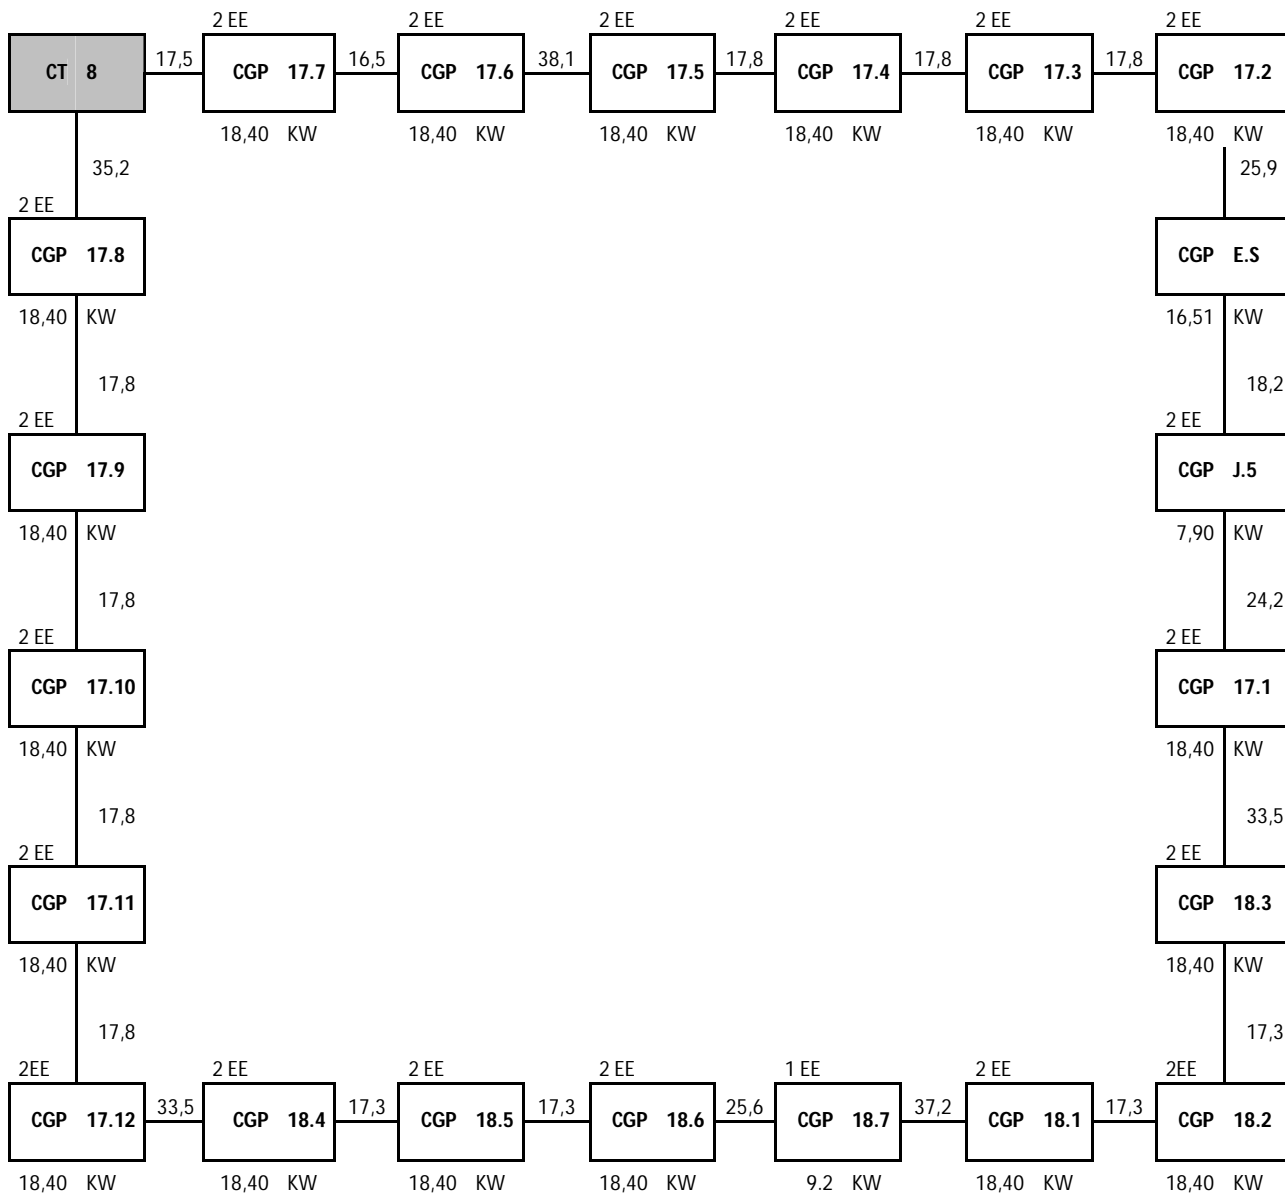 2 EE 2 EE 2 EE 2 EE 2 EE 2 EE
CT 8 17,5 CGP 17.7 16,5 CGP 17.6 38,1 CGP 17.5 17,8 CGP 17.4 17,8 CGP 17.3 17,8 CGP 17.2
18,40 KW 18,40 KW 18,40 KW 18,40 KW 18,40 KW 18,40 KW
35,2 25,9
2 EE
CGP 17.8 CGP E.S
18,40 KW 16,51 KW
17,8 18,2
2 EE 2 EE
CGP 17.9 CGP J.5
18,40 KW 7,90 KW
17,8 24,2
2 EE 2 EE
CGP 17.10 CGP 17.1
18,40 KW 18,40 KW
17,8 33,5
2 EE 2 EE
CGP 17.11 CGP 18.3
18,40 KW 18,40 KW
17,8 17,3
2EE 2 EE 2 EE 2 EE 1 EE 2 EE 2EE
CGP 17.12 33,5 CGP 18.4 17,3 CGP 18.5 17,3 CGP 18.6 25,6 CGP 18.7 37,2 CGP 18.1 17,3 CGP 18.2
18,40 KW 18,40 KW 18,40 KW 18,40 KW 9.2 KW 18,40 KW 18,40 KW